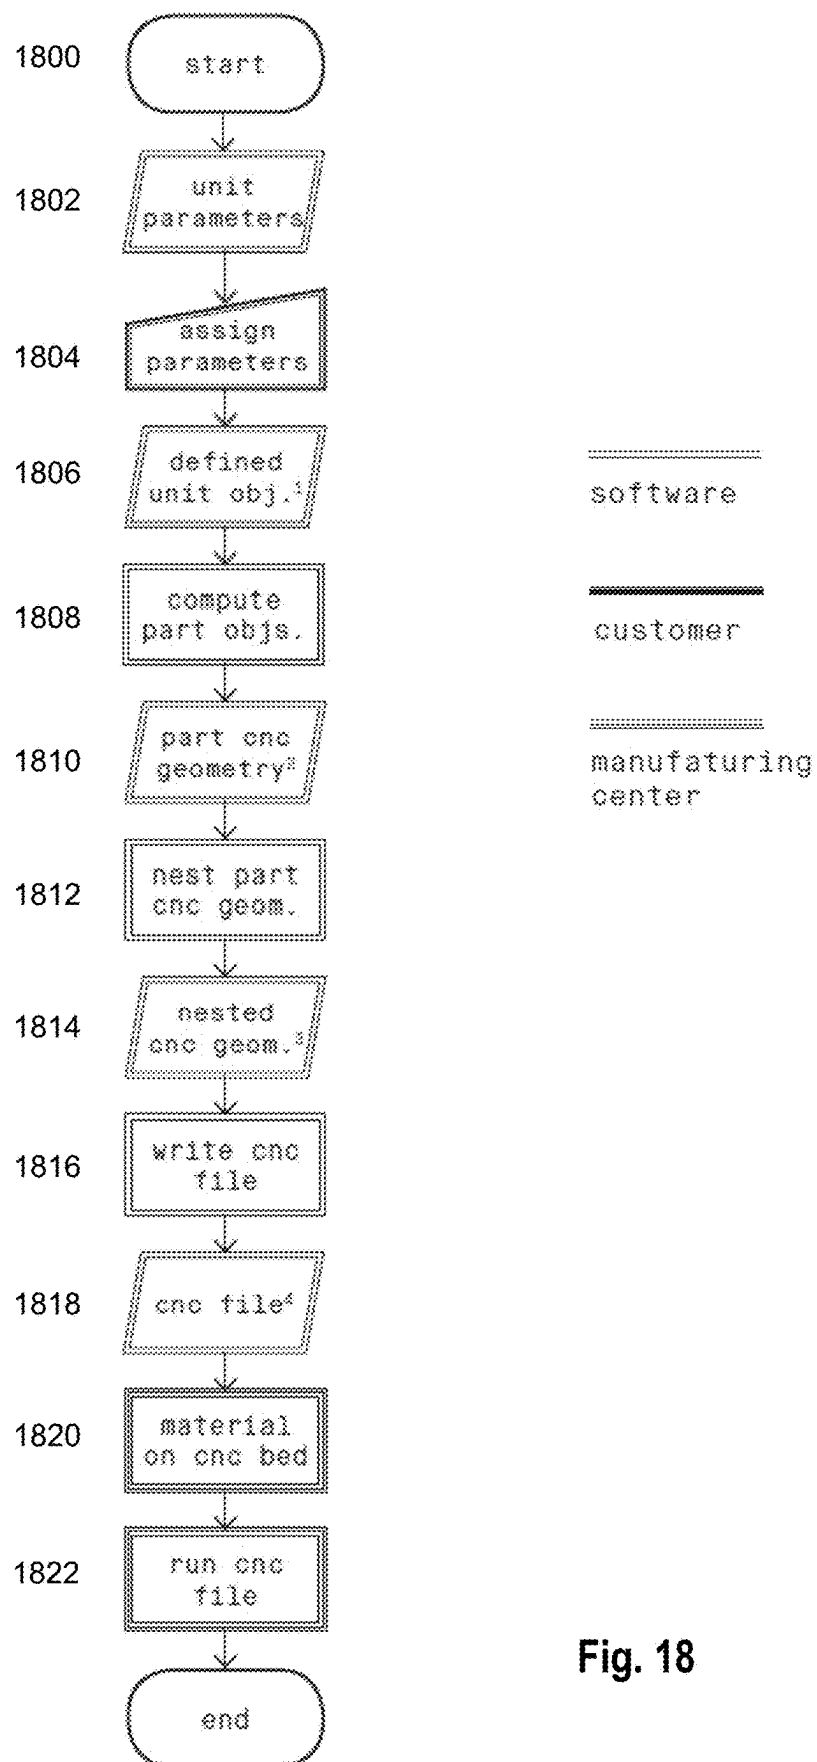 1800
start
1802
unit
parameters
1804
assign
parameters
1806
defined
unit obj.¹
1808
compute
part objs.
1810
part cnc
geometry²
1812
nest part
cnc geom.
1814
nested
cnc geom.³
1816
write cnc
file
1818
cnc file⁴
1820
material
on cnc bed
1822
run cnc
file
end
software
customer
manufaturing
center
Fig. 18